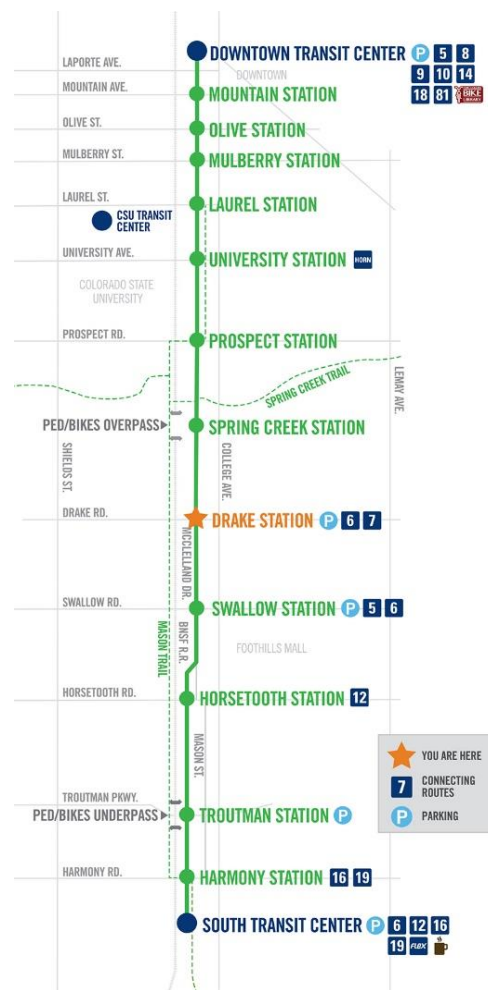 DOWNTOWN TRANSIT CENTER P 5 8
9 10 14
18 81 BIKE
LAPORTE AVE.
DOWNTOWN
MOUNTAIN AVE.
MOUNTAIN STATION
OLIVE ST.
OLIVE STATION
MULBERRY ST.
MULBERRY STATION
LAUREL ST.
LAUREL STATION
CSU TRANSIT
CENTER
UNIVERSITY AVE.
UNIVERSITY STATION HORN
COLORADO STATE
UNIVERSITY
PROSPECT RD.
PROSPECT STATION
SPRING CREEK TRAIL
LEMAY AVE.
PED/BIKES OVERPASS
SPRING CREEK STATION
SHIELDS ST.
COLLEGE AVE.
DRAKE RD.
DRAKE STATION P 6 7
MCCLELLAND DR.
SWALLOW RD.
SWALLOW STATION P 5 6
MASON TRAIL
BNSF R.R.
FOOTHILLS MALL
HORSETOOTH RD.
HORSETOOTH STATION 12
MASON ST.
YOU ARE HERE
7 CONNECTING
ROUTES
P PARKING
TROUTMAN PKWY.
PED/BIKES UNDERPASS
TROUTMAN STATION P
HARMONY RD.
HARMONY STATION 16 19
SOUTH TRANSIT CENTER P 6 12 16
19 FLEX